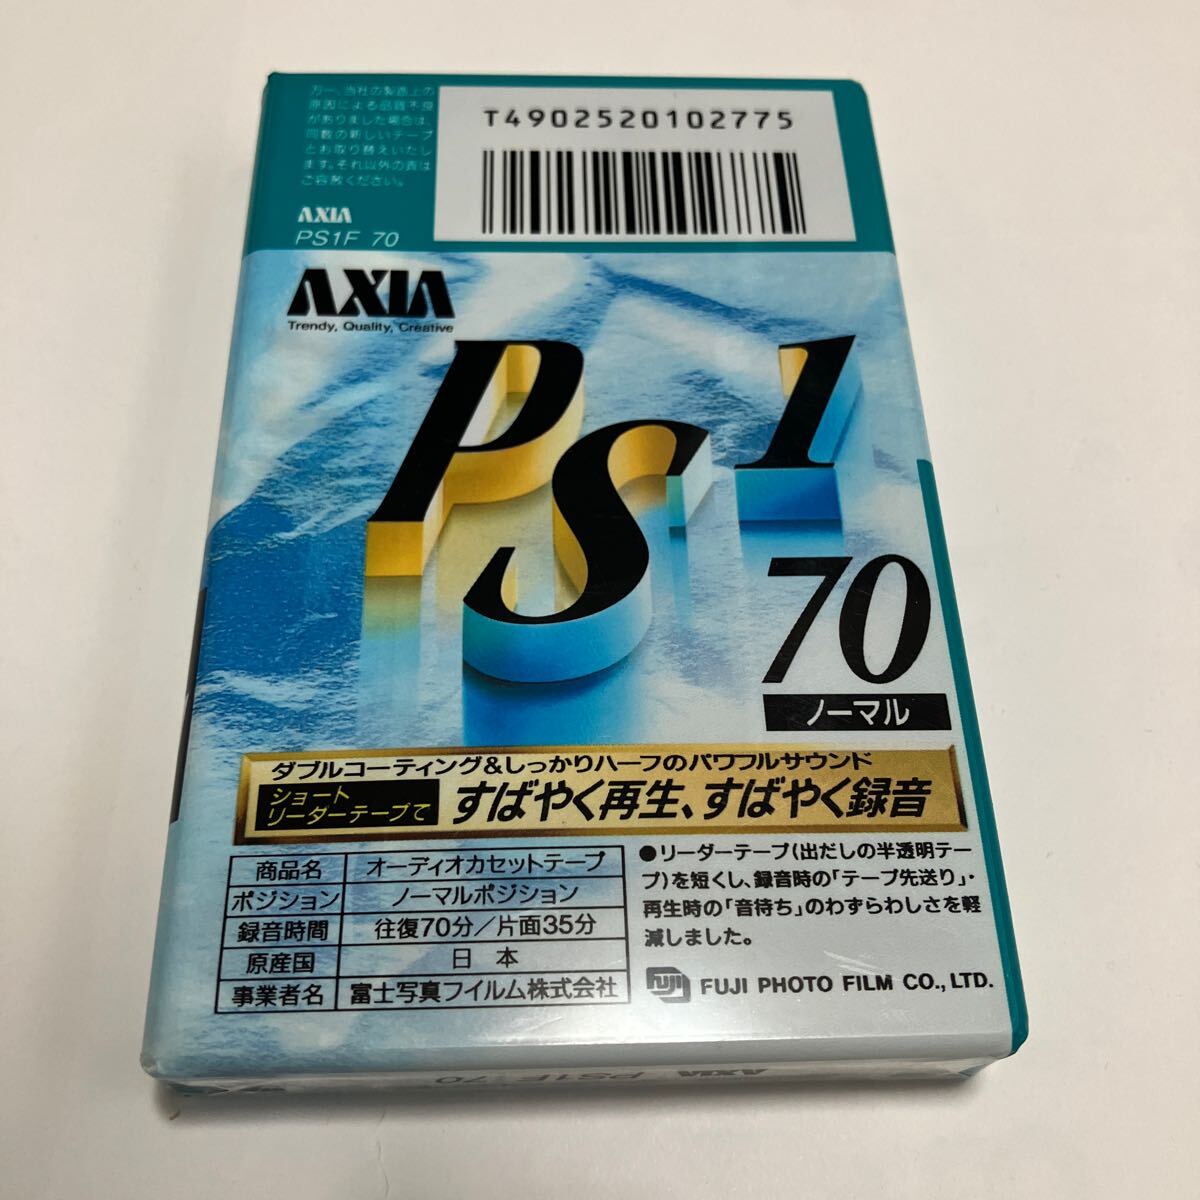 万一、当社の製造上の
原因による品質不良
がありました場合は、
同数の新しいテープ
とお取り替えいたし
ます。それ以外の責は
ご容赦ください。
AXIA
PS1F 70
T4902520102775
AXIA
Trendy, Quality, Creative
PS1
70
ノーマル
ダブルコーティング&しっかりハーフのパワフルサウンド
ショート
リーダーテープで
すばやく再生、すばやく録音
商品名 オーディオカセットテープ
ポジション ノーマルポジション
録音時間 往復70分/片面35分
原産国 日本
事業者名 富士写真フイルム株式会社
●リーダーテープ(出だしの半透明テー
プ)を短くし、録音時の「テープ先送り」・
再生時の「音待ち」のわずらわしさを軽
減しました。
FUJI FUJI PHOTO FILM CO., LTD.
AXIA PS1F 70